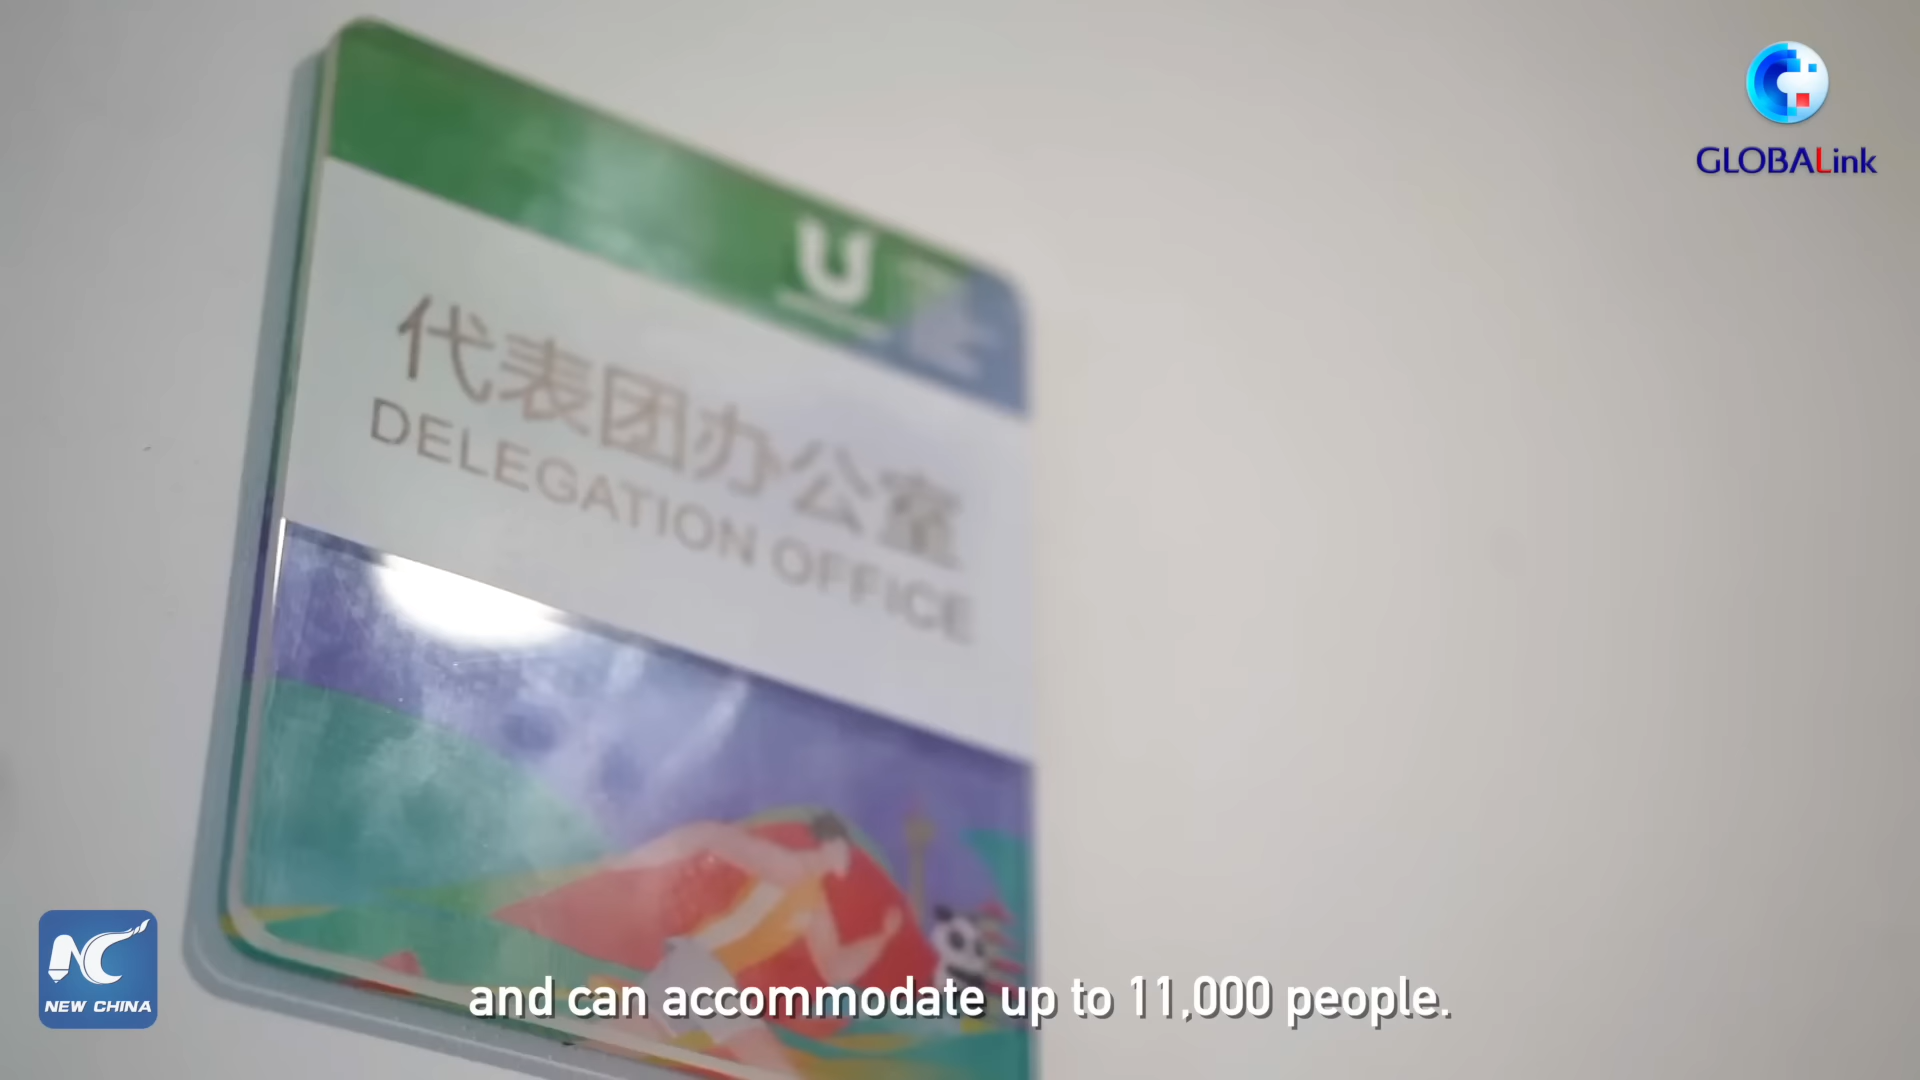 GLOBALink
U
代表团办公室
DELEGATION OFFICE
NEW CHINA
and can accommodate up to 11,000 people.